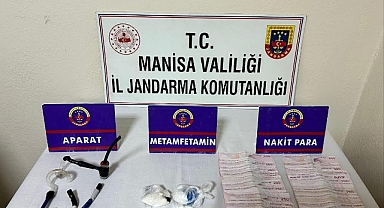 T.C.
MANİSA VALİLİĞİ
İL JANDARMA KOMUTANLIĞI
APARAT
METAMFETAMİN
NAKİT PARA